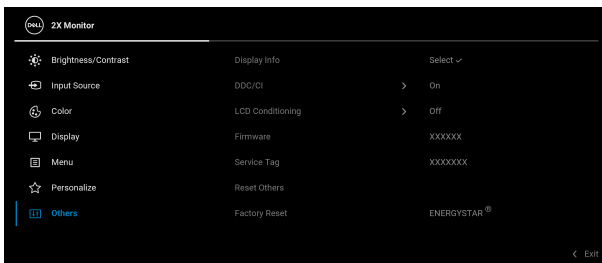 DELL 2X Monitor
Brightness/Contrast Display Info Select ✓
Input Source DDC/CI > On
Color LCD Conditioning > Off
Display Firmware XXXXXX
Menu Service Tag XXXXXXX
Personalize Reset Others
Others Factory Reset ENERGYSTAR ®
< Exit